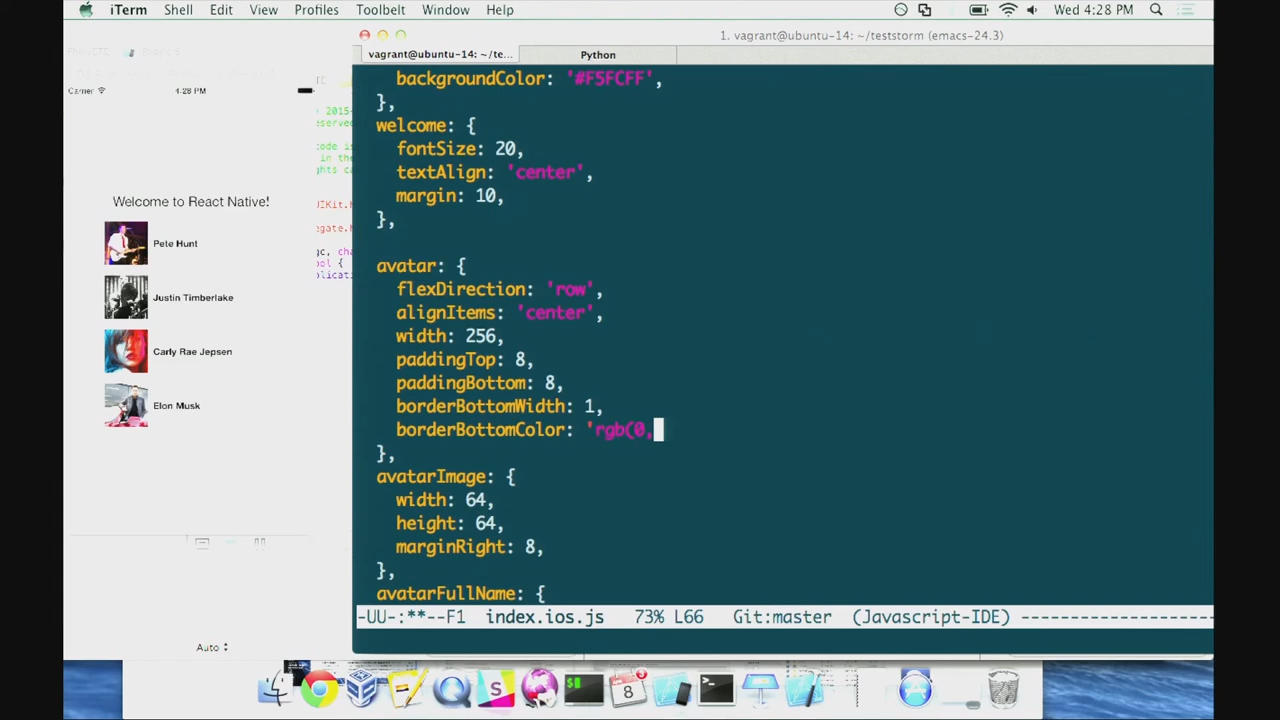 iTerm Shell Edit View Profiles Toolbelt Window Help Wed 4:28 PM
1. vagrant@ubuntu-14: ~/teststorm (emacs-24.3)
vagrant@ubuntu-14: ~/te... Python
backgroundColor: '#F5FCFF',
},
welcome: {
fontSize: 20,
textAlign: 'center',
margin: 10,
},
avatar: {
flexDirection: 'row',
alignItems: 'center',
width: 256,
paddingTop: 8,
paddingBottom: 8,
borderBottomWidth: 1,
borderBottomColor: 'rgb(0,
},
avatarImage: {
width: 64,
height: 64,
marginRight: 8,
},
avatarFullName: {
-UU-:**--F1 index.ios.js 73% L66 Git:master (Javascript-IDE) --------------------
Carrier 4:28 PM
Welcome to React Native!
Pete Hunt
Justin Timberlake
Carly Rae Jepsen
Elon Musk
Auto